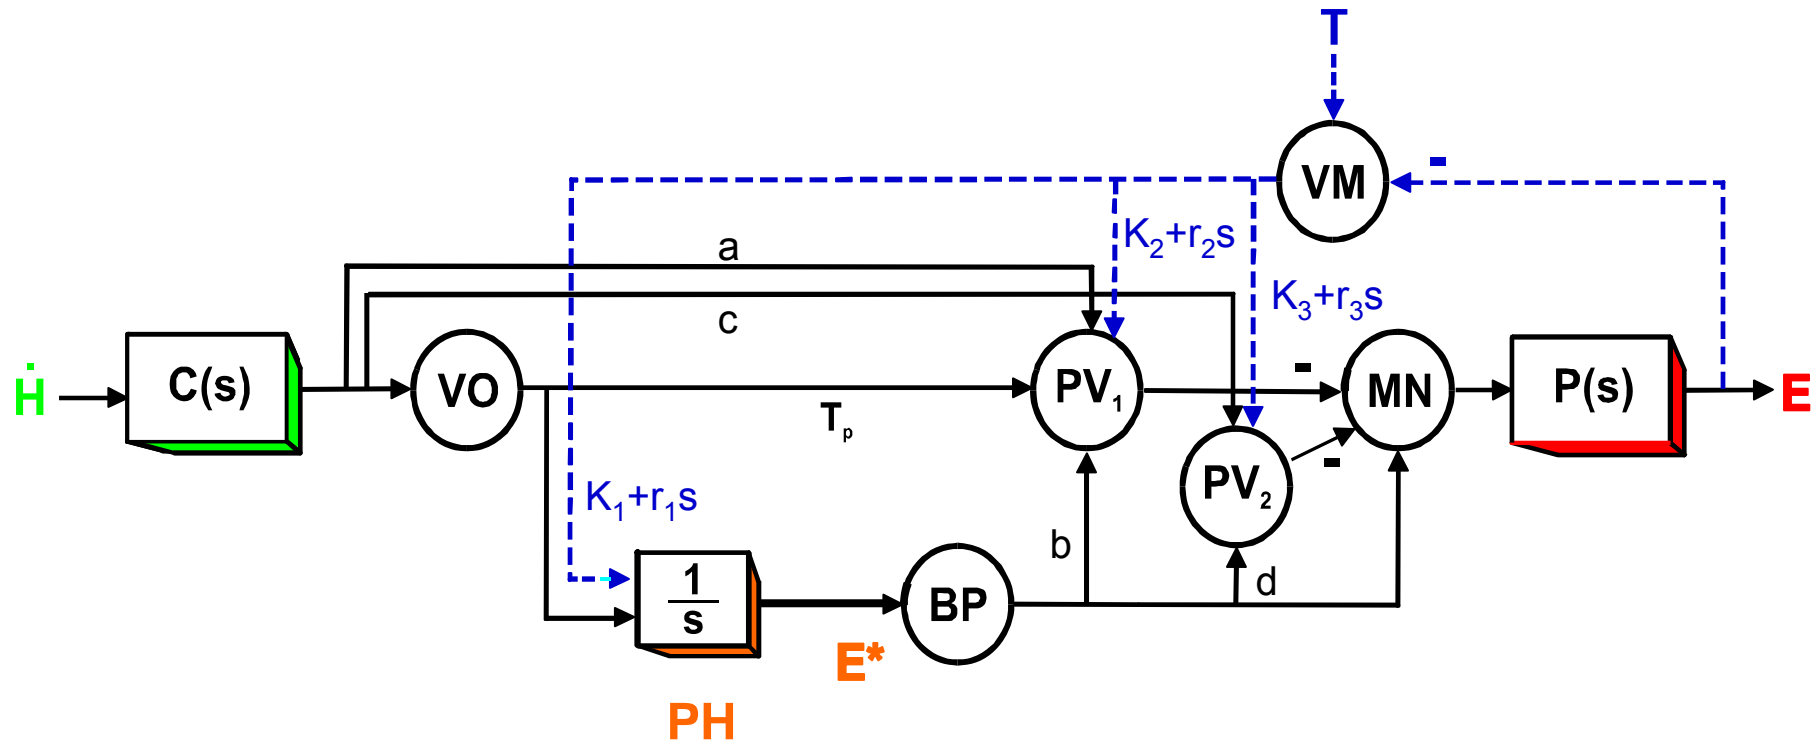 T
VM
-
K₂+r₂s
a
K₃+r₃s
c
Ḣ
C(s)
VO
PV₁
-
MN
P(s)
E
Tₚ
-
PV₂
K₁+r₁s
b
d
1
s
BP
E*
PH